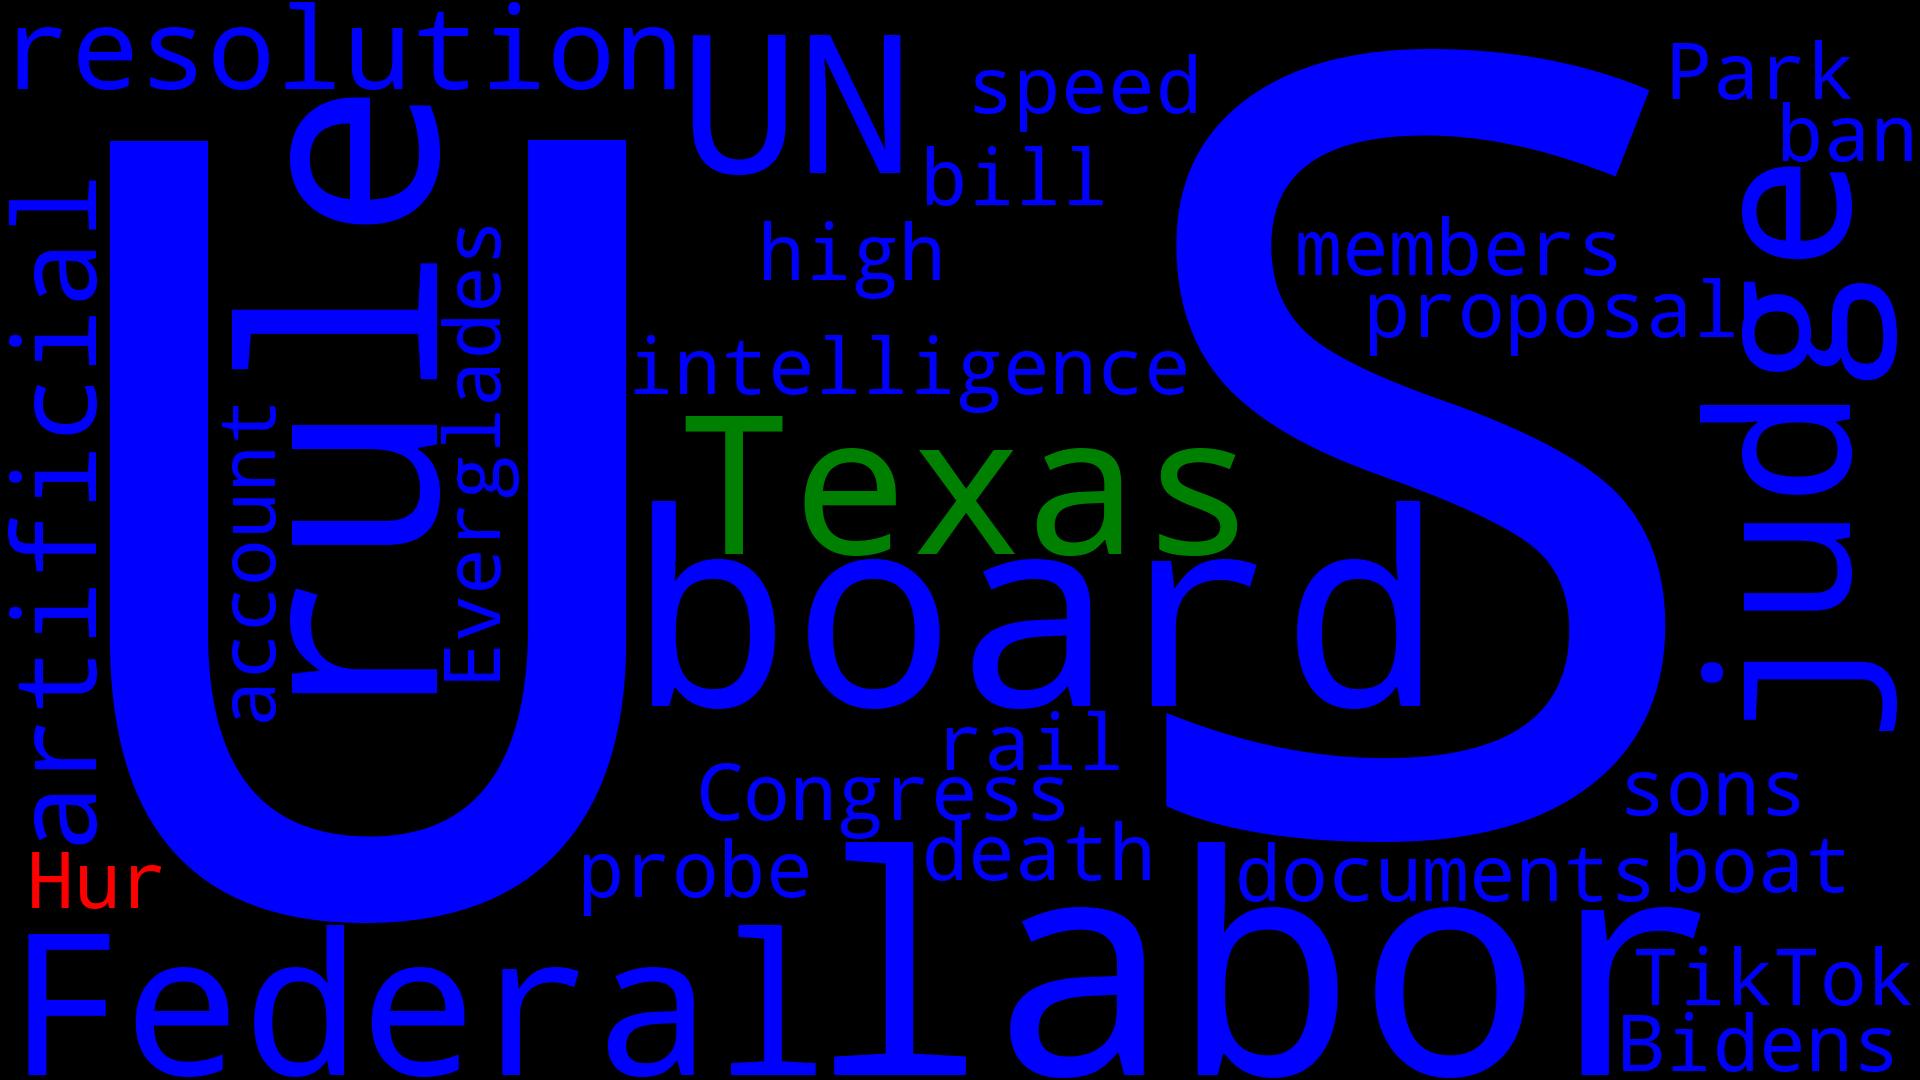 resolution
UN
speed
Park
ban
bill
high
members
proposal
judge
artificial
US
rule
account
Everglades
intelligence
Texas
board
rail
Congress
death
probe
sons
documents
boat
Hur
Federal
labor
TikTok
Bidens